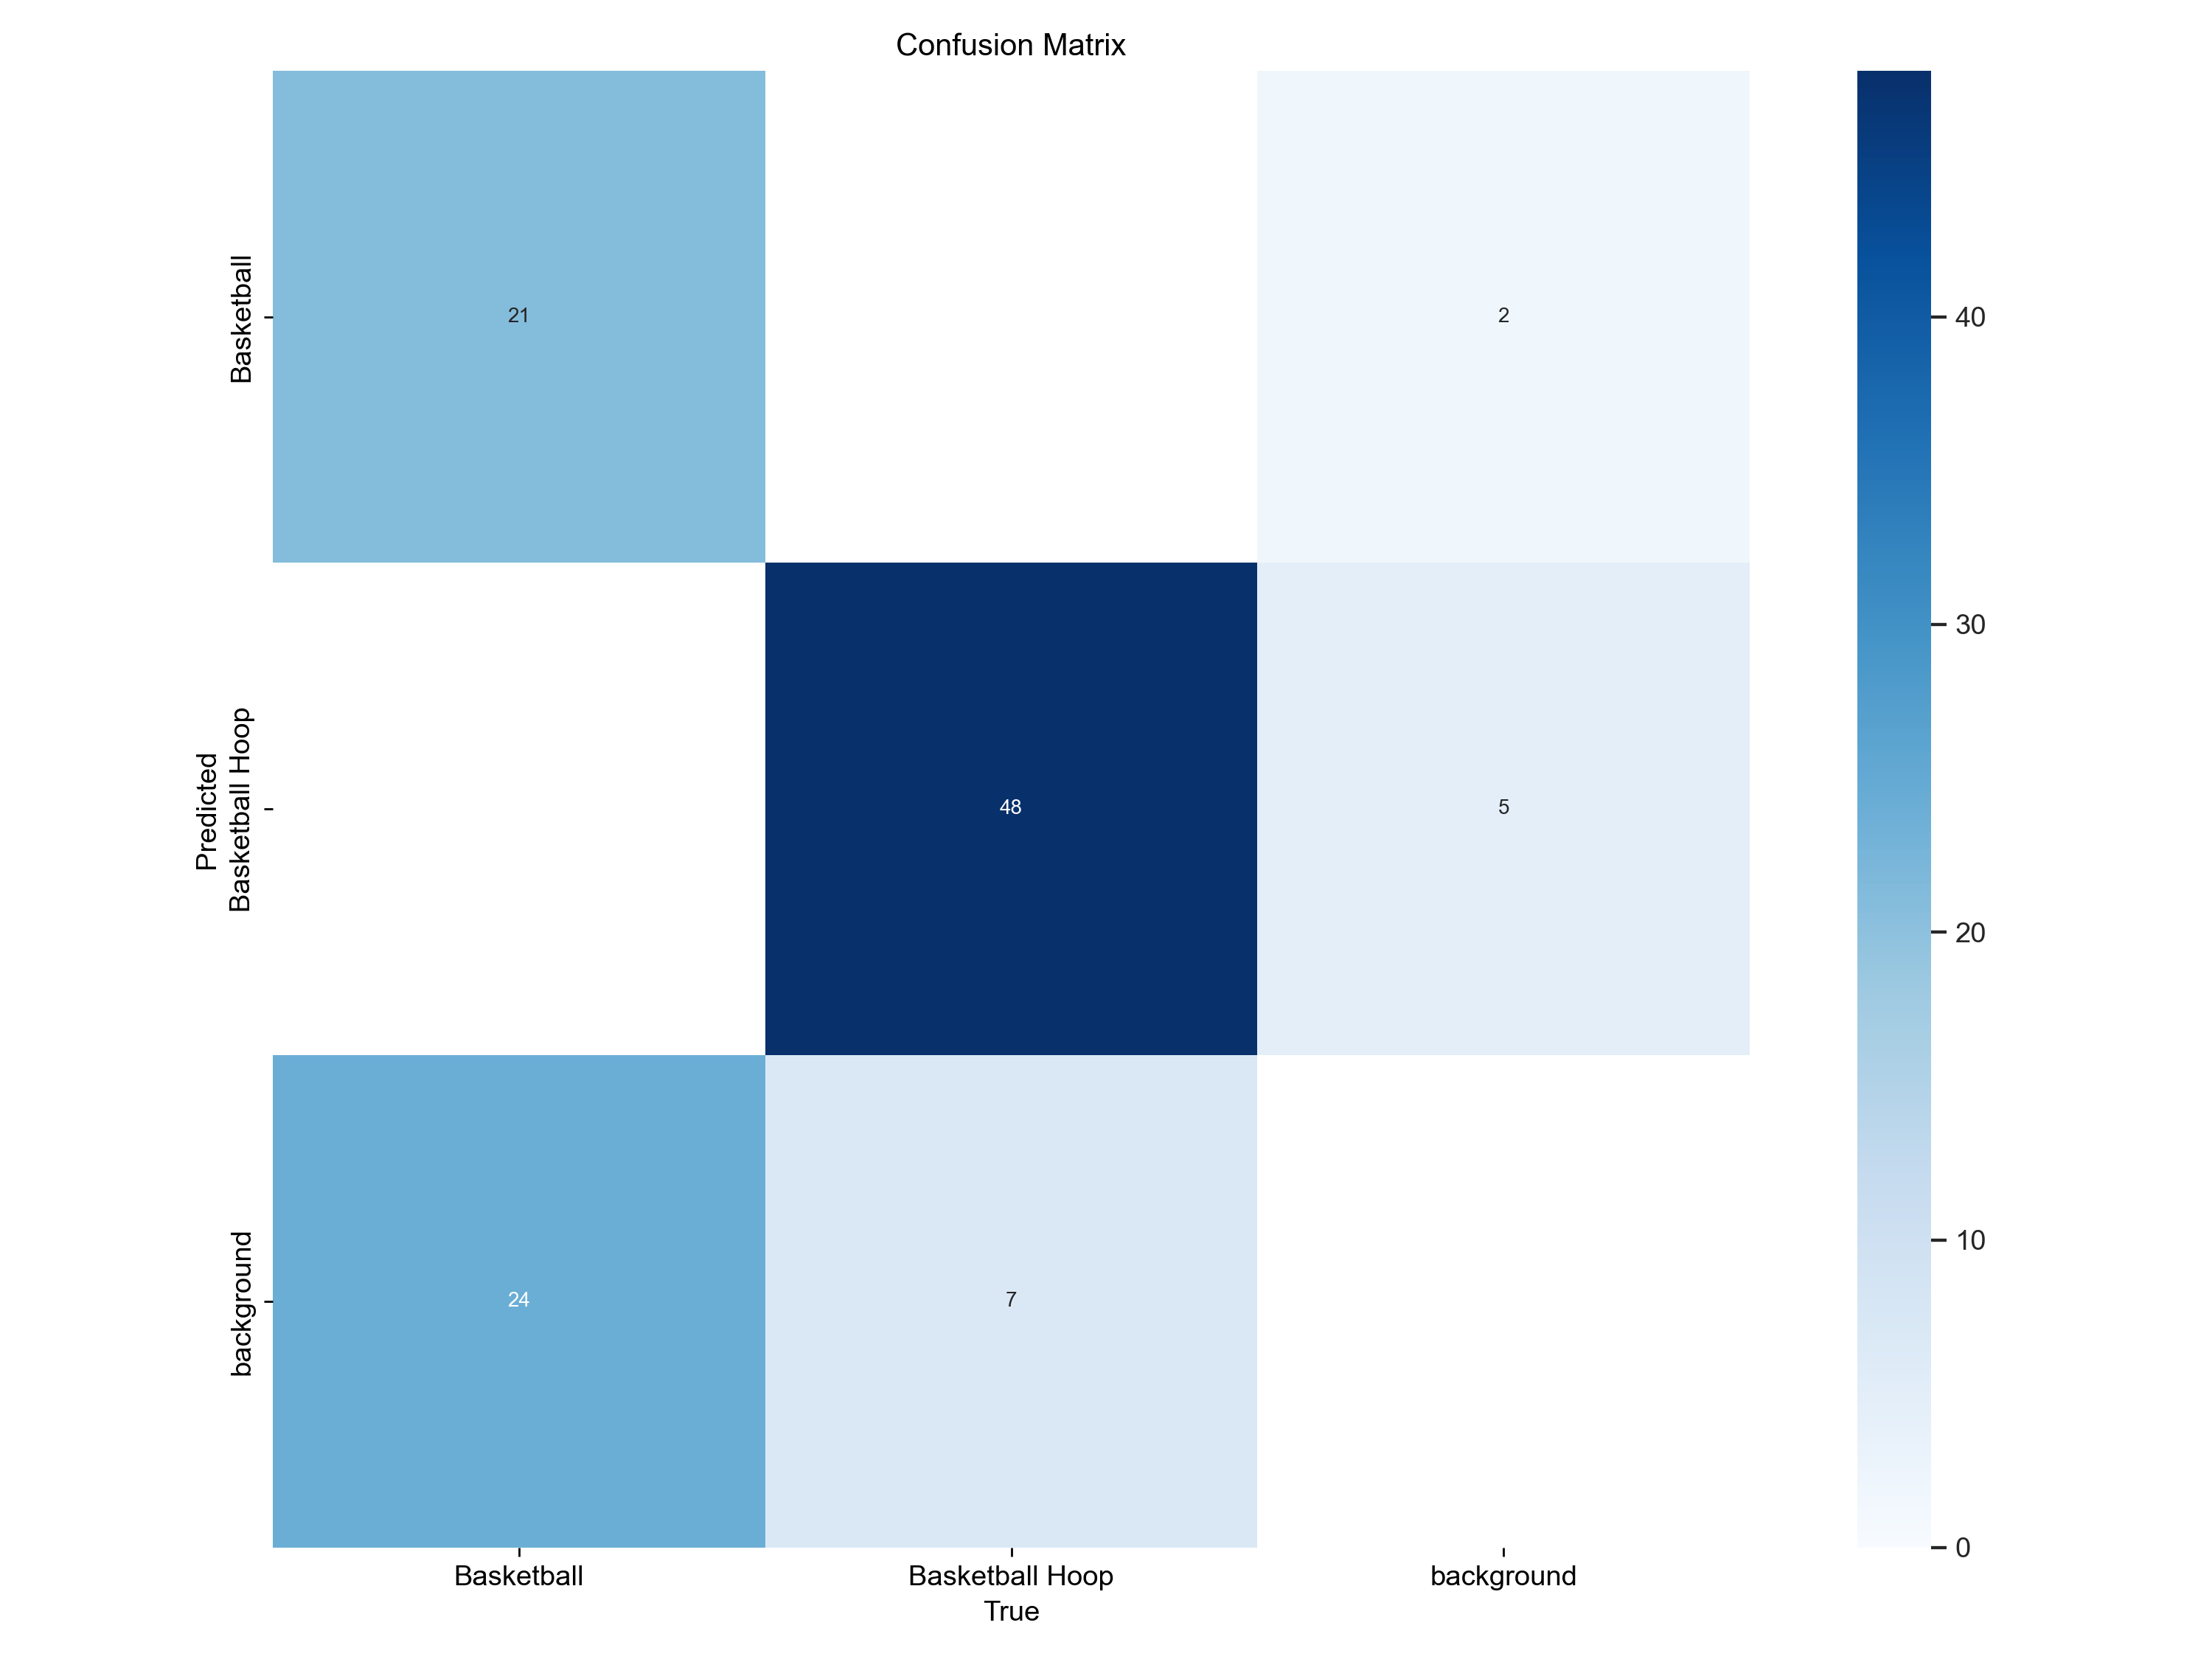 Confusion Matrix
Basketball
21
2
40
30
Predicted
Basketball Hoop
48
5
20
10
background
24
7
0
Basketball
Basketball Hoop
background
True